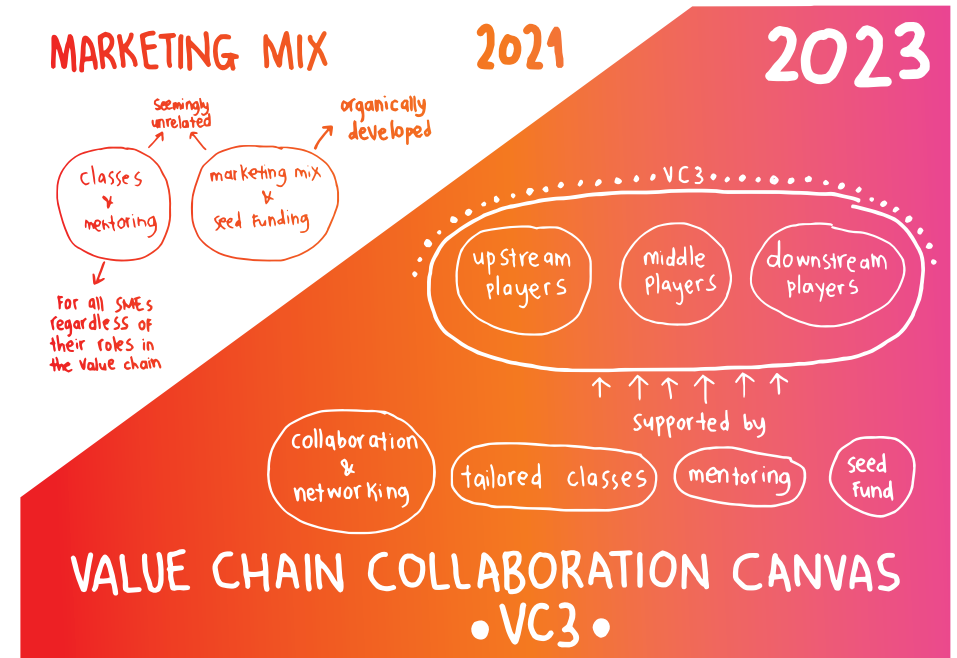 MARKETING MIX
2021
2023
seemingly
unrelated
organically
developed
classes
&
mentoring
marketing mix
&
seed funding
For all SMEs
regardless of
their roles in
the value chain
VC3
upstream
players
middle
players
downstream
players
supported by
collaboration
&
networking
tailored classes
mentoring
seed
fund
VALUE CHAIN COLLABORATION CANVAS
• VC3 •